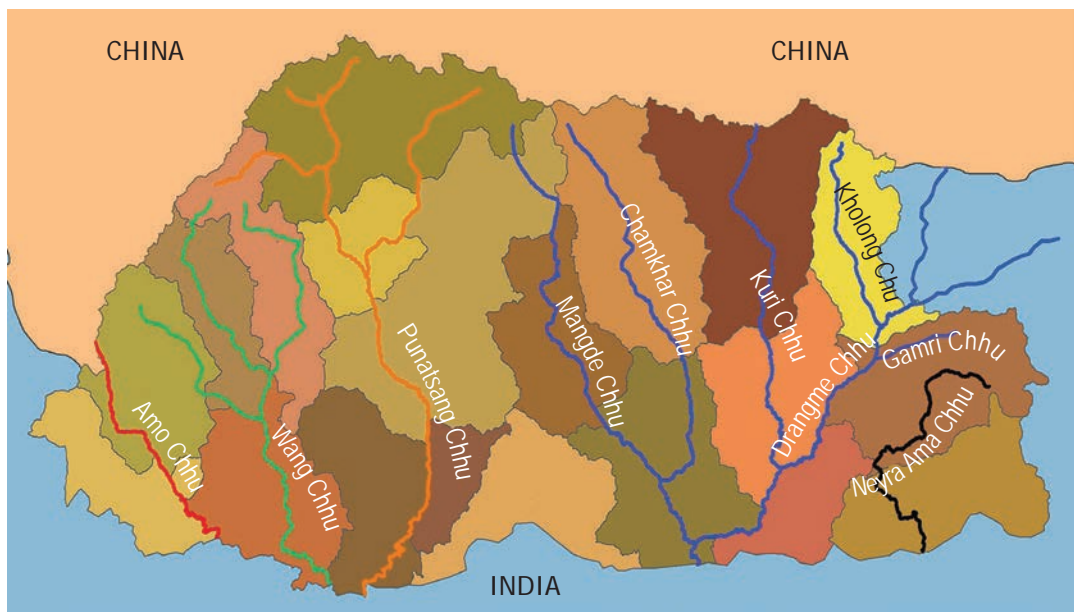 CHINA
CHINA
Kholong Chu
Chamkhar Chhu
Kuri Chhu
Mangde Chhu
Punatsang Chhu
Drangme Chhu
Gamri Chhu
Amo Chhu
Wang Chhu
Neyra Ama Chhu
INDIA